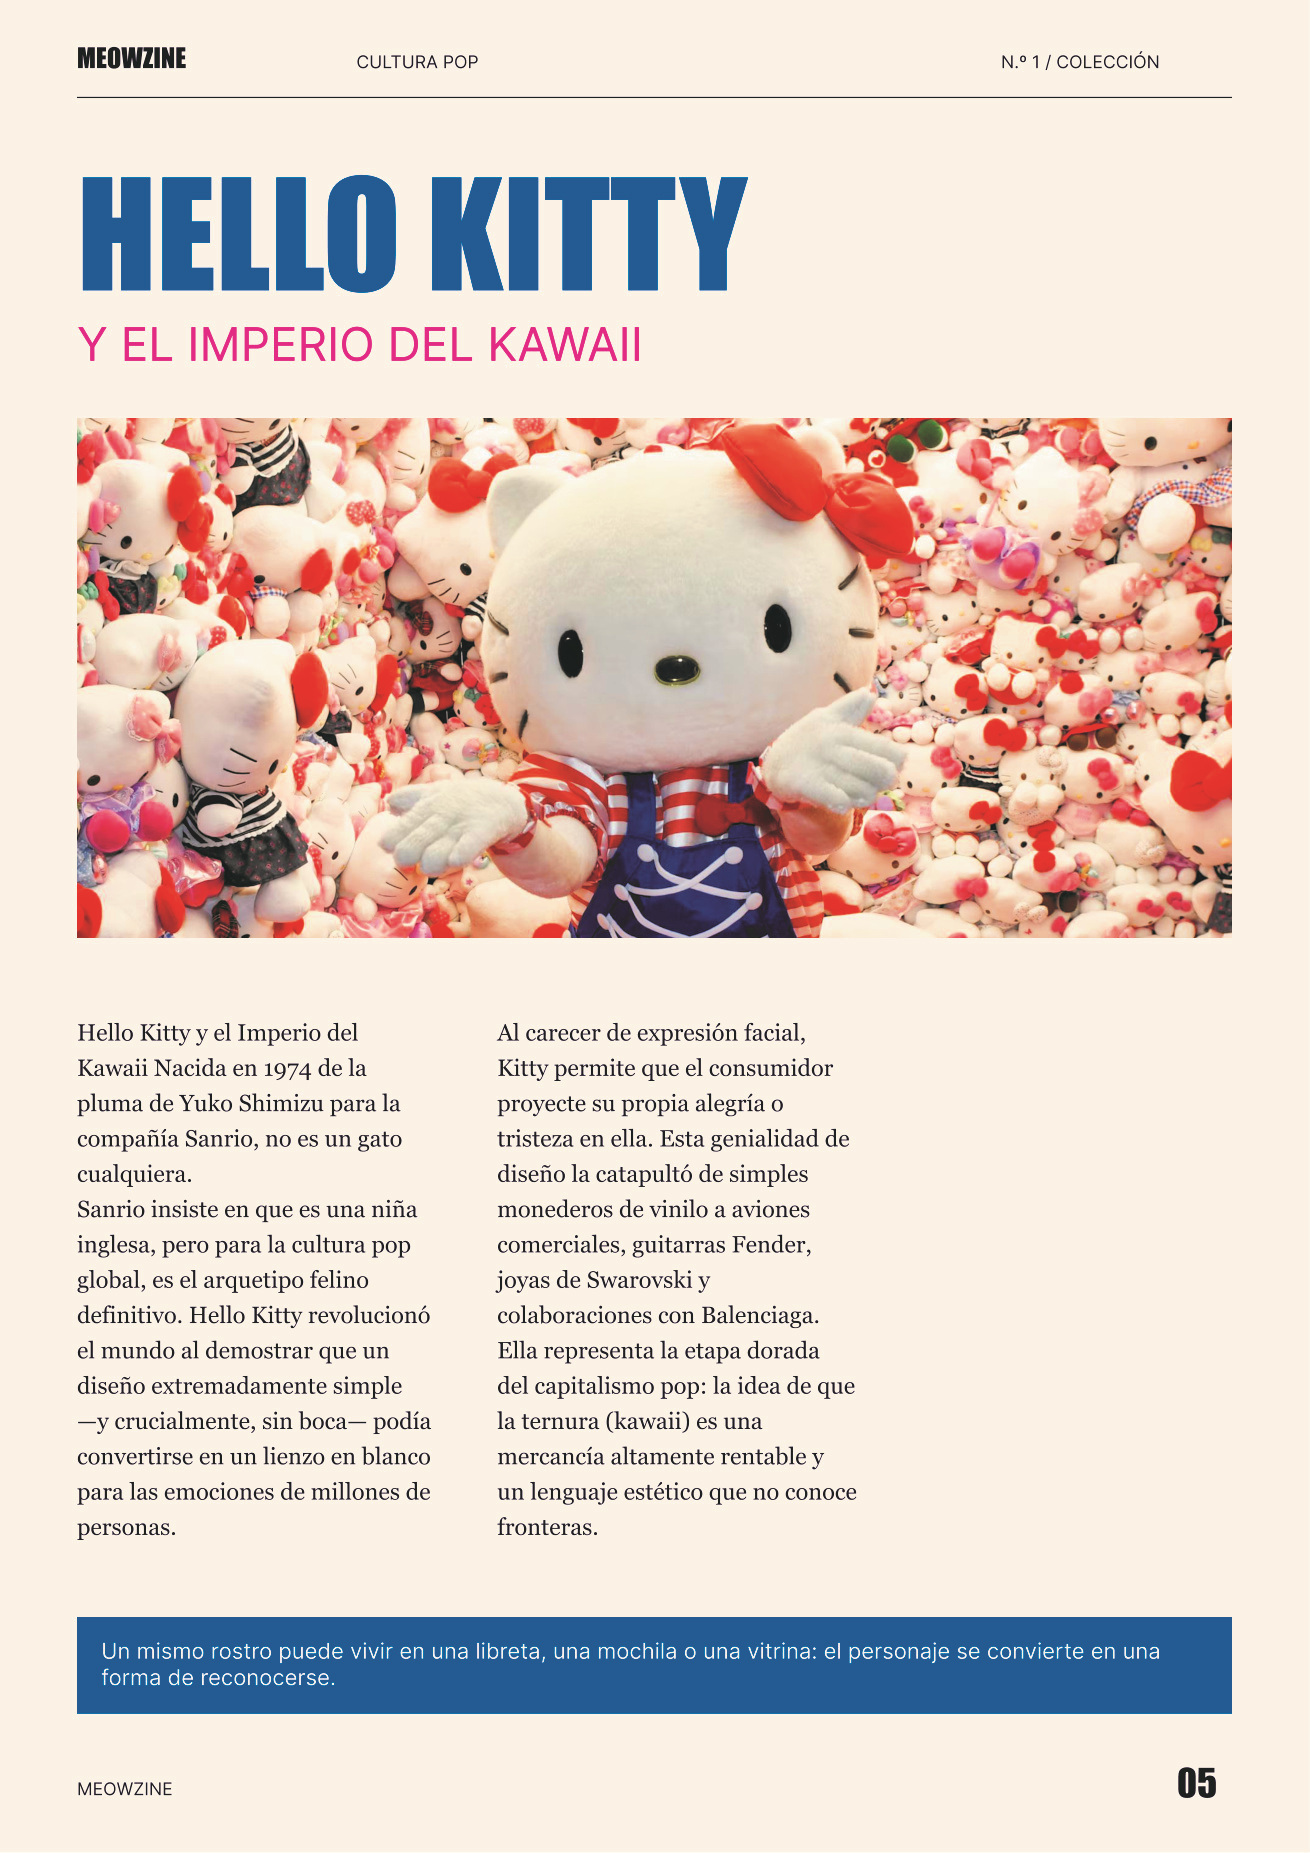 MEOWZINE
CULTURA POP
N.º 1 / COLECCIÓN
HELLO KITTY
Y EL IMPERIO DEL KAWAII
Hello Kitty y el Imperio del
Kawaii Nacida en 1974 de la
pluma de Yuko Shimizu para la
compañía Sanrio, no es un gato
cualquiera.
Sanrio insiste en que es una niña
inglesa, pero para la cultura pop
global, es el arquetipo felino
definitivo. Hello Kitty revolucionó
el mundo al demostrar que un
diseño extremadamente simple
—y crucialmente, sin boca— podía
convertirse en un lienzo en blanco
para las emociones de millones de
personas.
Al carecer de expresión facial,
Kitty permite que el consumidor
proyecte su propia alegría o
tristeza en ella. Esta genialidad de
diseño la catapultó de simples
monederos de vinilo a aviones
comerciales, guitarras Fender,
joyas de Swarovski y
colaboraciones con Balenciaga.
Ella representa la etapa dorada
del capitalismo pop: la idea de que
la ternura (kawaii) es una
mercancía altamente rentable y
un lenguaje estético que no conoce
fronteras.
Un mismo rostro puede vivir en una libreta, una mochila o una vitrina: el personaje se convierte en una
forma de reconocerse.
MEOWZINE
05